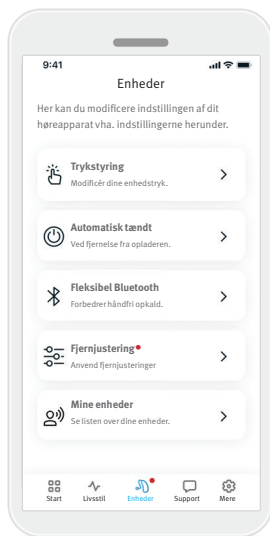 9:41
Enheder
Her kan du modificere indstillingen af dit
høreapparat vha. indstillingerne herunder.
Trykstyring
Modificér dine enhedstryk.
Automatisk tændt
Ved fjernelse fra opladeren.
Fleksibel Bluetooth
Forbedrer håndfri opkald.
Fjernjustering
Anvend fjernjusteringer
Mine enheder
Se listen over dine enheder.
Start Livsstil Enheder Support Mere